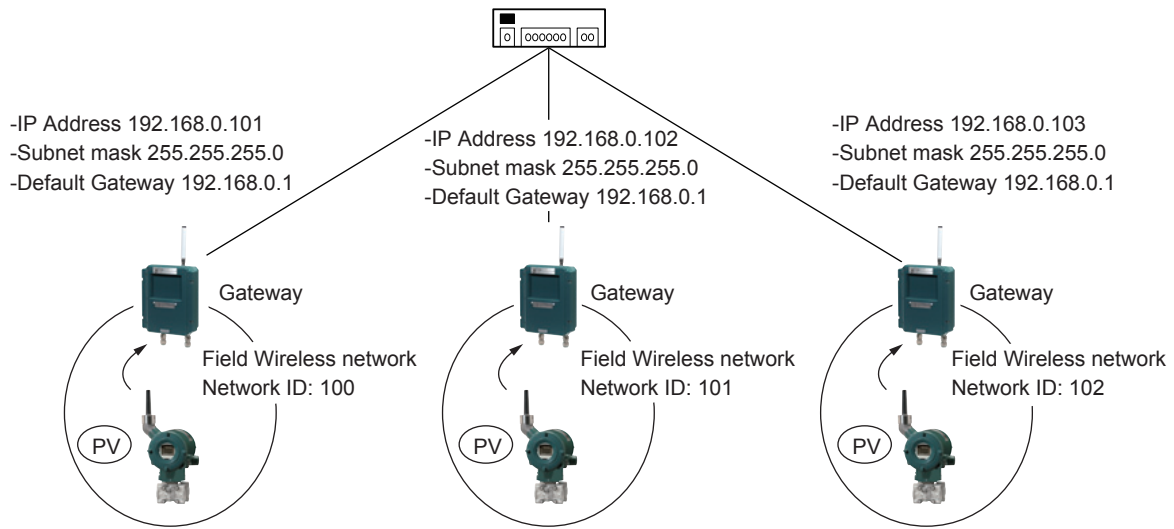 -IP Address 192.168.0.101
-Subnet mask 255.255.255.0
-Default Gateway 192.168.0.1
-IP Address 192.168.0.102
-Subnet mask 255.255.255.0
-Default Gateway 192.168.0.1
-IP Address 192.168.0.103
-Subnet mask 255.255.255.0
-Default Gateway 192.168.0.1
Gateway
Field Wireless network
Network ID: 100
PV
Gateway
Field Wireless network
Network ID: 101
PV
Gateway
Field Wireless network
Network ID: 102
PV